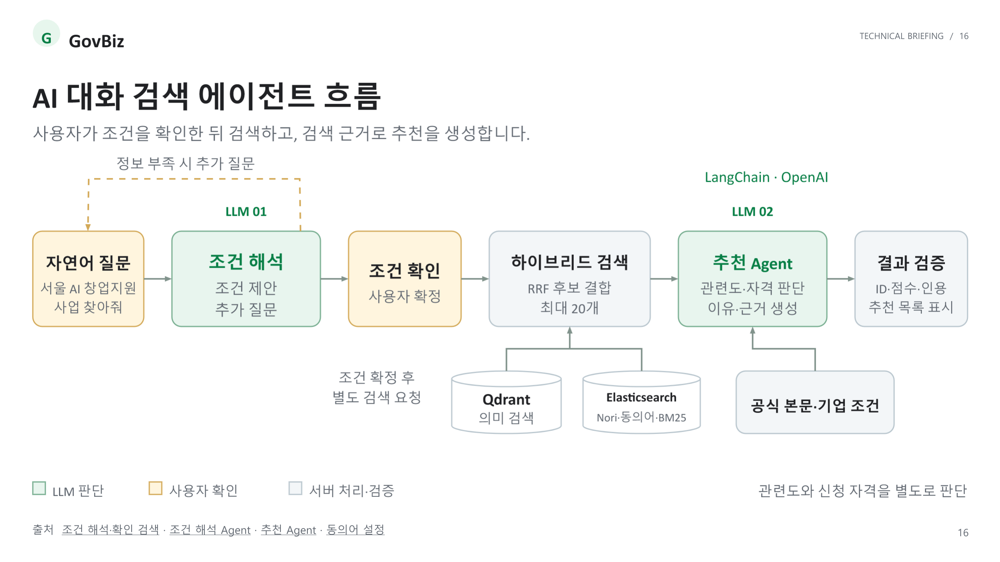 G GovBiz
TECHNICAL BRIEFING / 16
AI 대화 검색 에이전트 흐름
사용자가 조건을 확인한 뒤 검색하고, 검색 근거로 추천을 생성합니다.
정보 부족 시 추가 질문
LangChain · OpenAI
LLM 01
LLM 02
자연어 질문
서울 AI 창업지원
사업 찾아줘
조건 해석
조건 제안
추가 질문
조건 확인
사용자 확정
하이브리드 검색
RRF 후보 결합
최대 20개
추천 Agent
관련도·자격 판단
이유·근거 생성
결과 검증
ID·점수·인용
추천 목록 표시
조건 확정 후
별도 검색 요청
Qdrant
의미 검색
Elasticsearch
Nori·동의어·BM25
공식 본문·기업 조건
LLM 판단
사용자 확인
서버 처리·검증
관련도와 신청 자격을 별도로 판단
출처 조건 해석·확인 검색 · 조건 해석 Agent · 추천 Agent · 동의어 설정
16